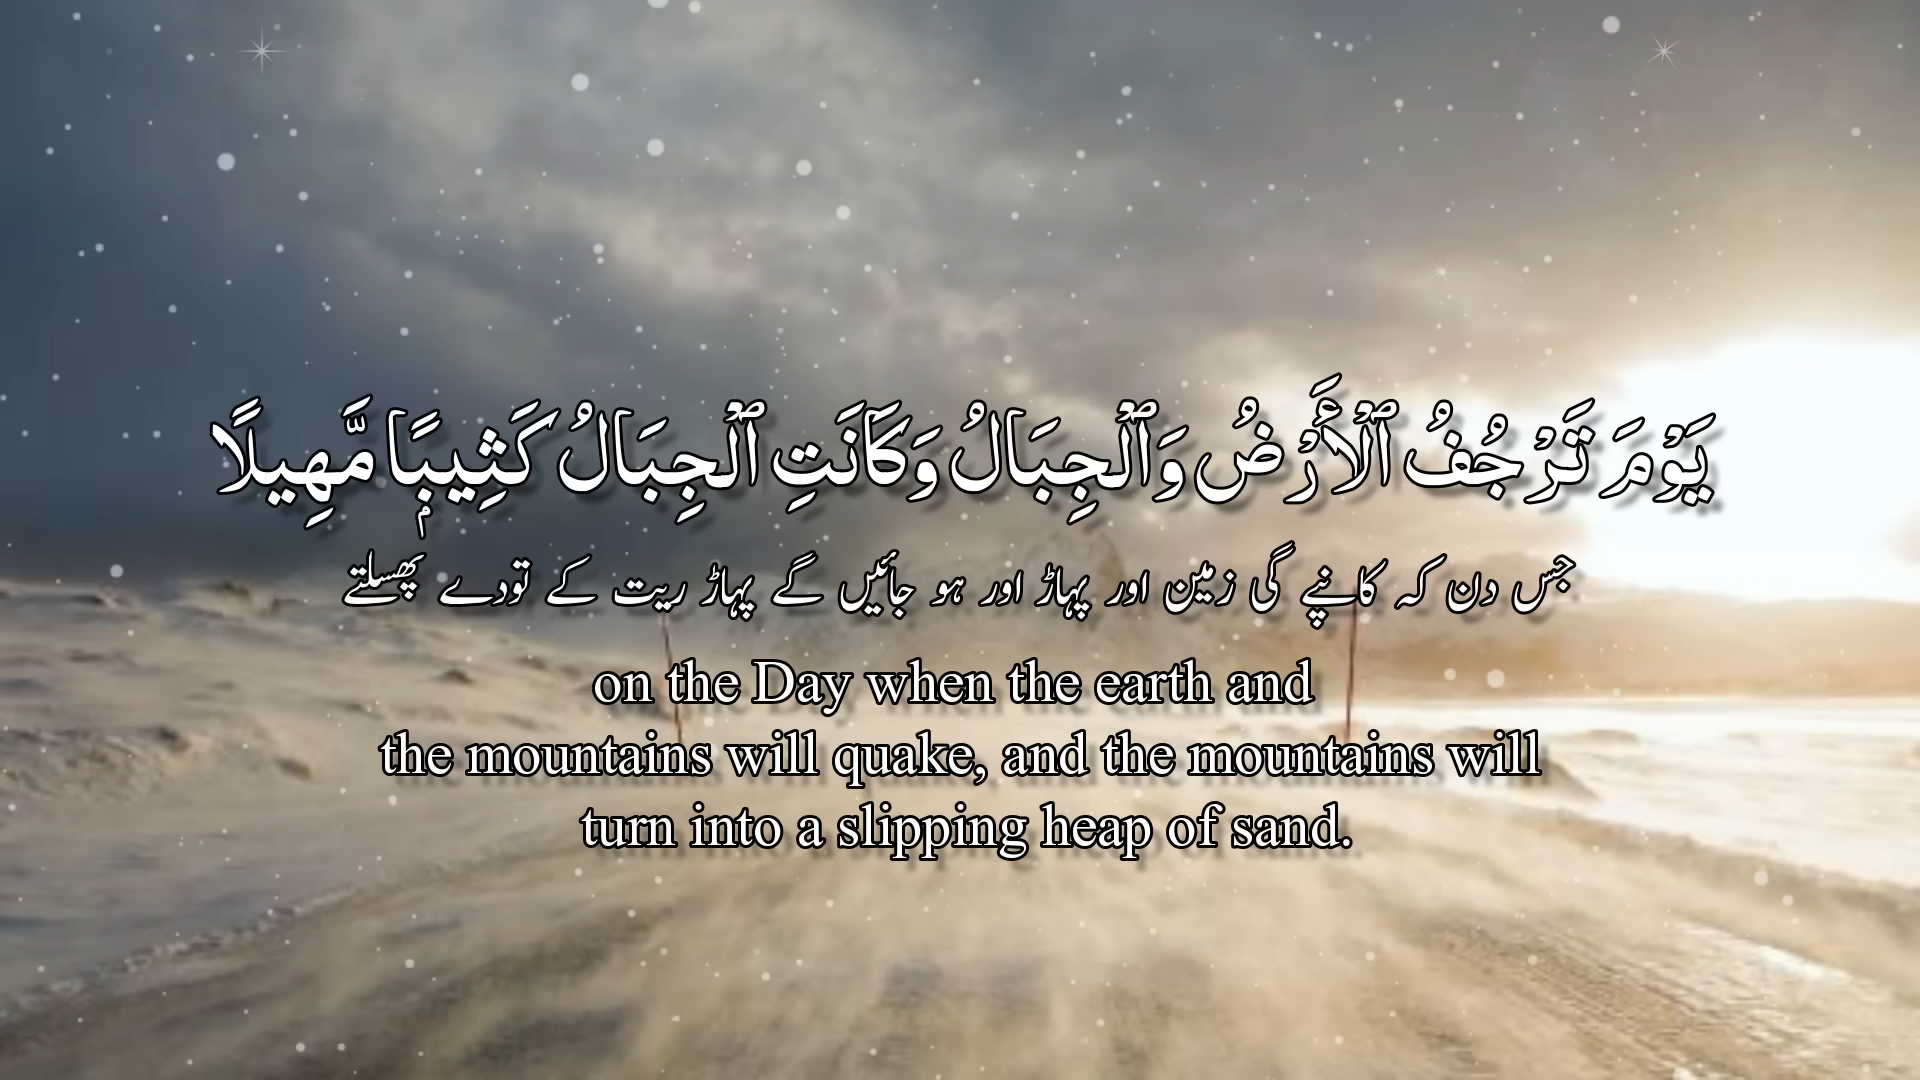 يَوْمَ تَرْجُفُ ٱلْأَرْضُ وَٱلْجِبَالُ وَكَانَتِ ٱلْجِبَالُ كَثِيبًۭا مَّهِيلًا
جس دن کہ کانپے گی زمین اور پہاڑ اور ہو جائیں گے پہاڑ ریت کے تودے پھسلتے
on the Day when the earth and
the mountains will quake, and the mountains will
turn into a slipping heap of sand.